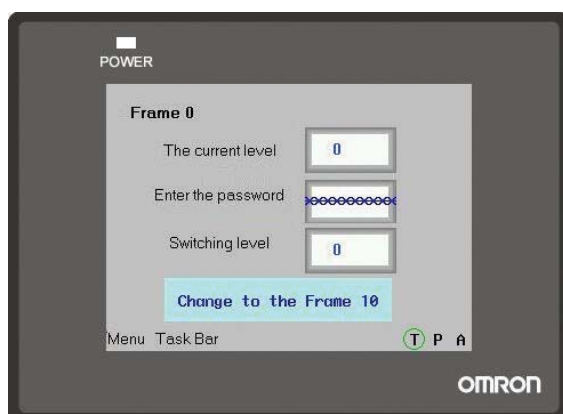 POWER
Frame 0
The current level 0
Enter the password
Switching level 0
Change to the Frame 10
Menu Task Bar T P A
OMRON